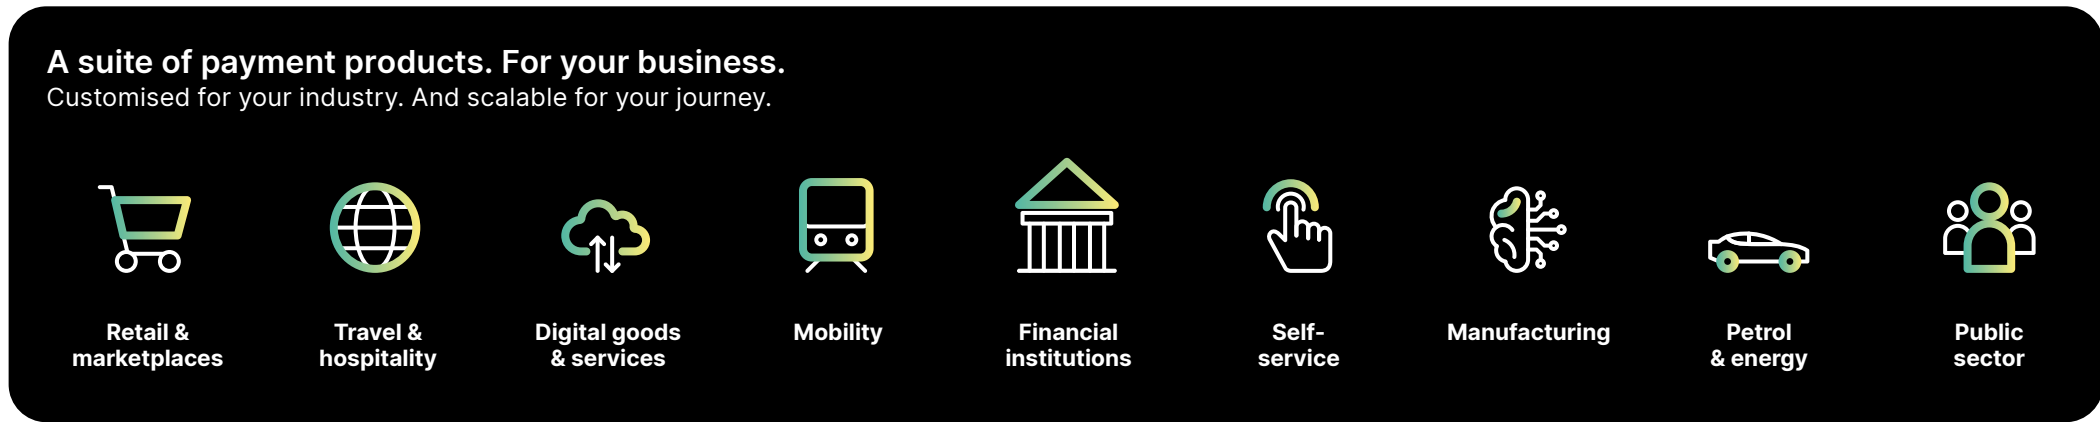 A suite of payment products. For your business.
Customised for your industry. And scalable for your journey.
Retail &
marketplaces
Travel &
hospitality
Digital goods
& services
Mobility
Financial
institutions
Self-
service
Manufacturing
Petrol
& energy
Public
sector